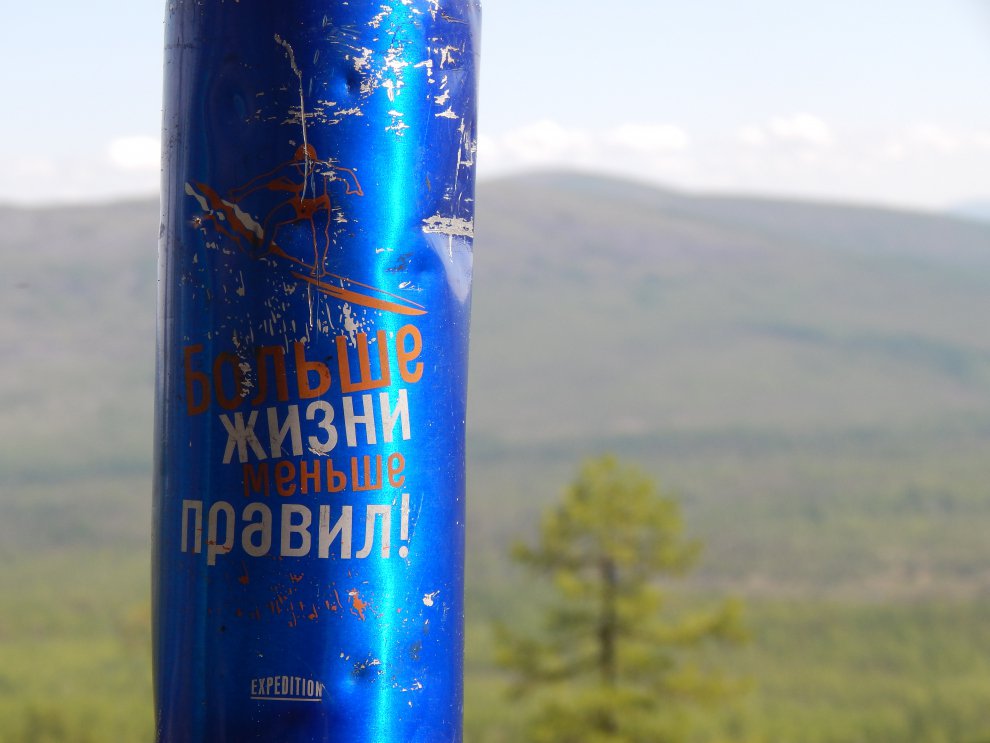 Больше
жизни
меньше
правил!
EXPEDITION